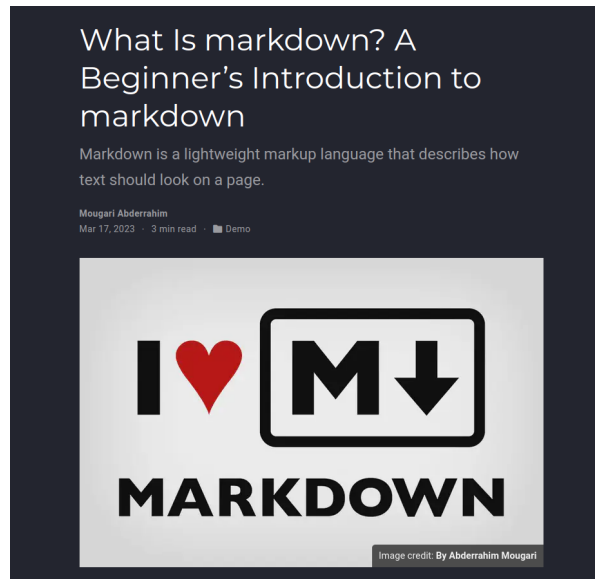 What Is markdown? A
Beginner’s Introduction to
markdown
Markdown is a lightweight markup language that describes how
text should look on a page.
Mougari Abderrahim
Mar 17, 2023 · 3 min read · Demo
I ♥ M↓
MARKDOWN
Image credit: By Abderrahim Mougari